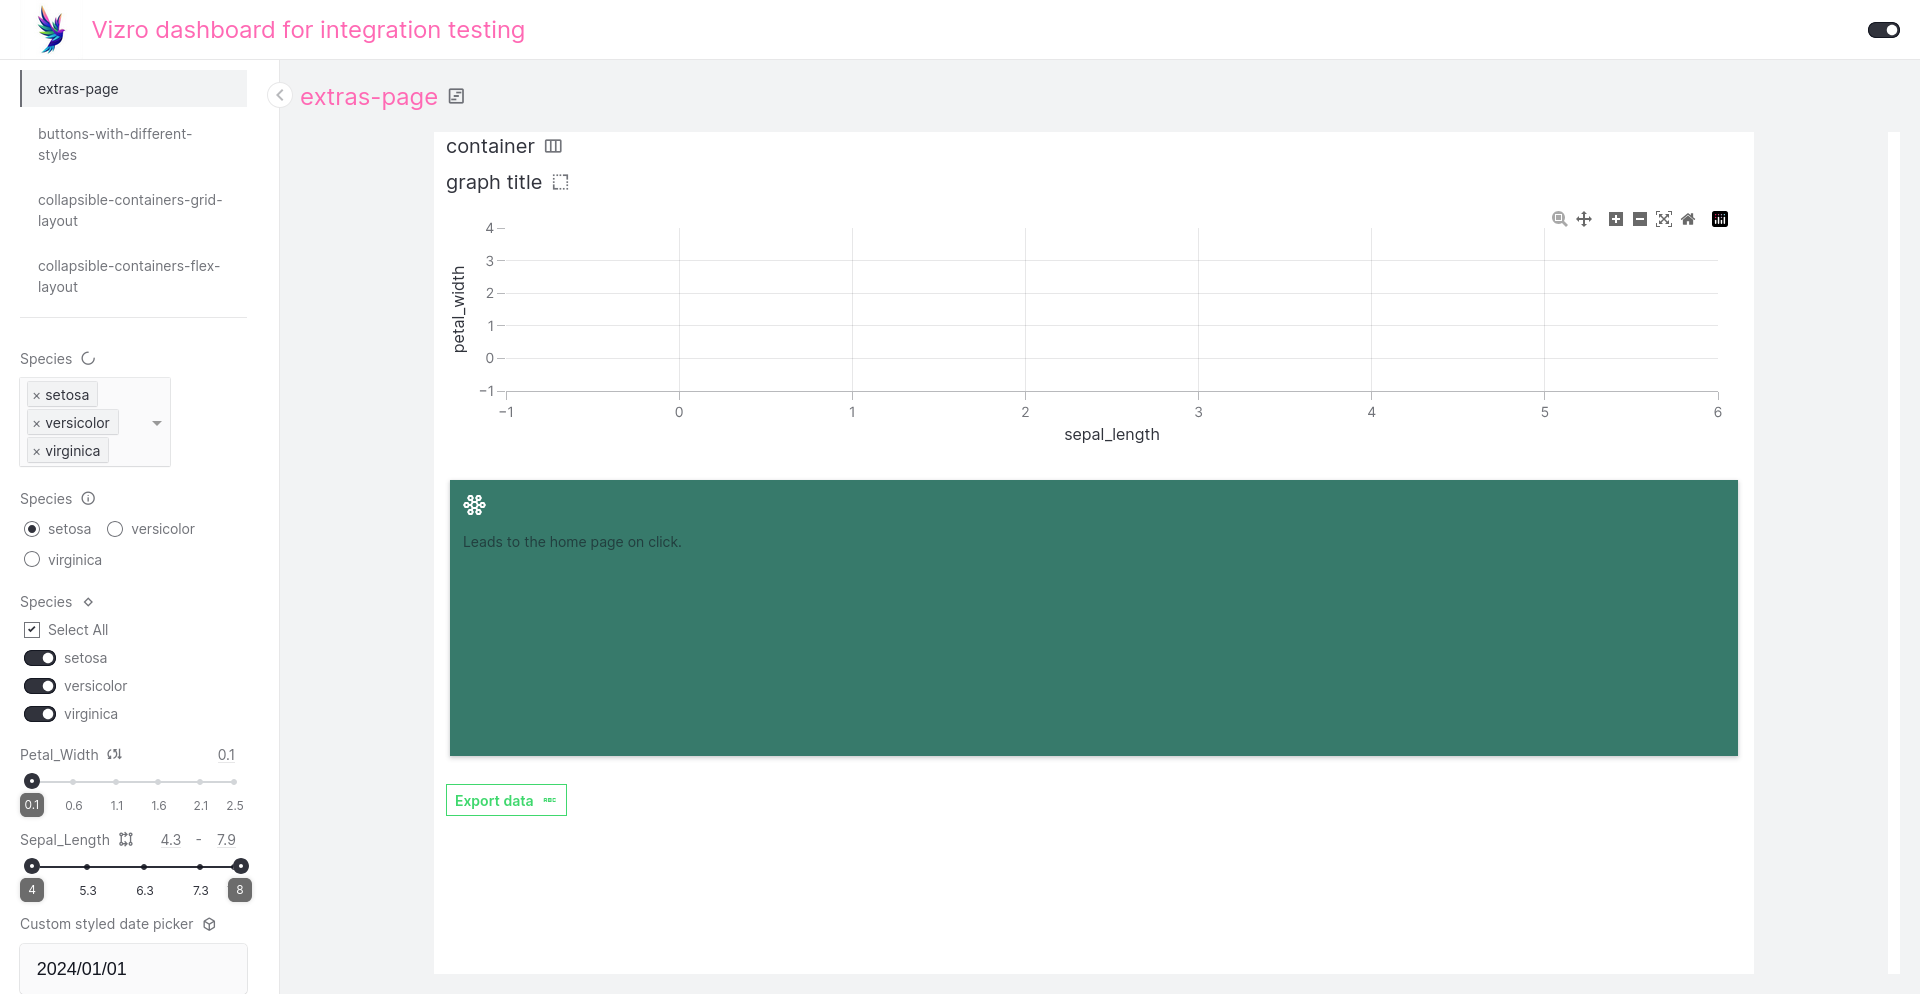 Vizro dashboard for integration testing
extras-page
buttons-with-different-
styles
collapsible-containers-grid-
layout
collapsible-containers-flex-
layout
Species
× setosa
× versicolor
× virginica
Species
setosa versicolor
virginica
Species
Select All
setosa
versicolor
virginica
Petal_Width 0.1
0.1 0.6 1.1 1.6 2.1 2.5
Sepal_Length 4.3 - 7.9
4 5.3 6.3 7.3 8
Custom styled date picker
2024/01/01
extras-page
container
graph title
4
3
2
1
0
−1
petal_width
−1 0 1 2 3 4 5 6
sepal_length
Leads to the home page on click.
Export data